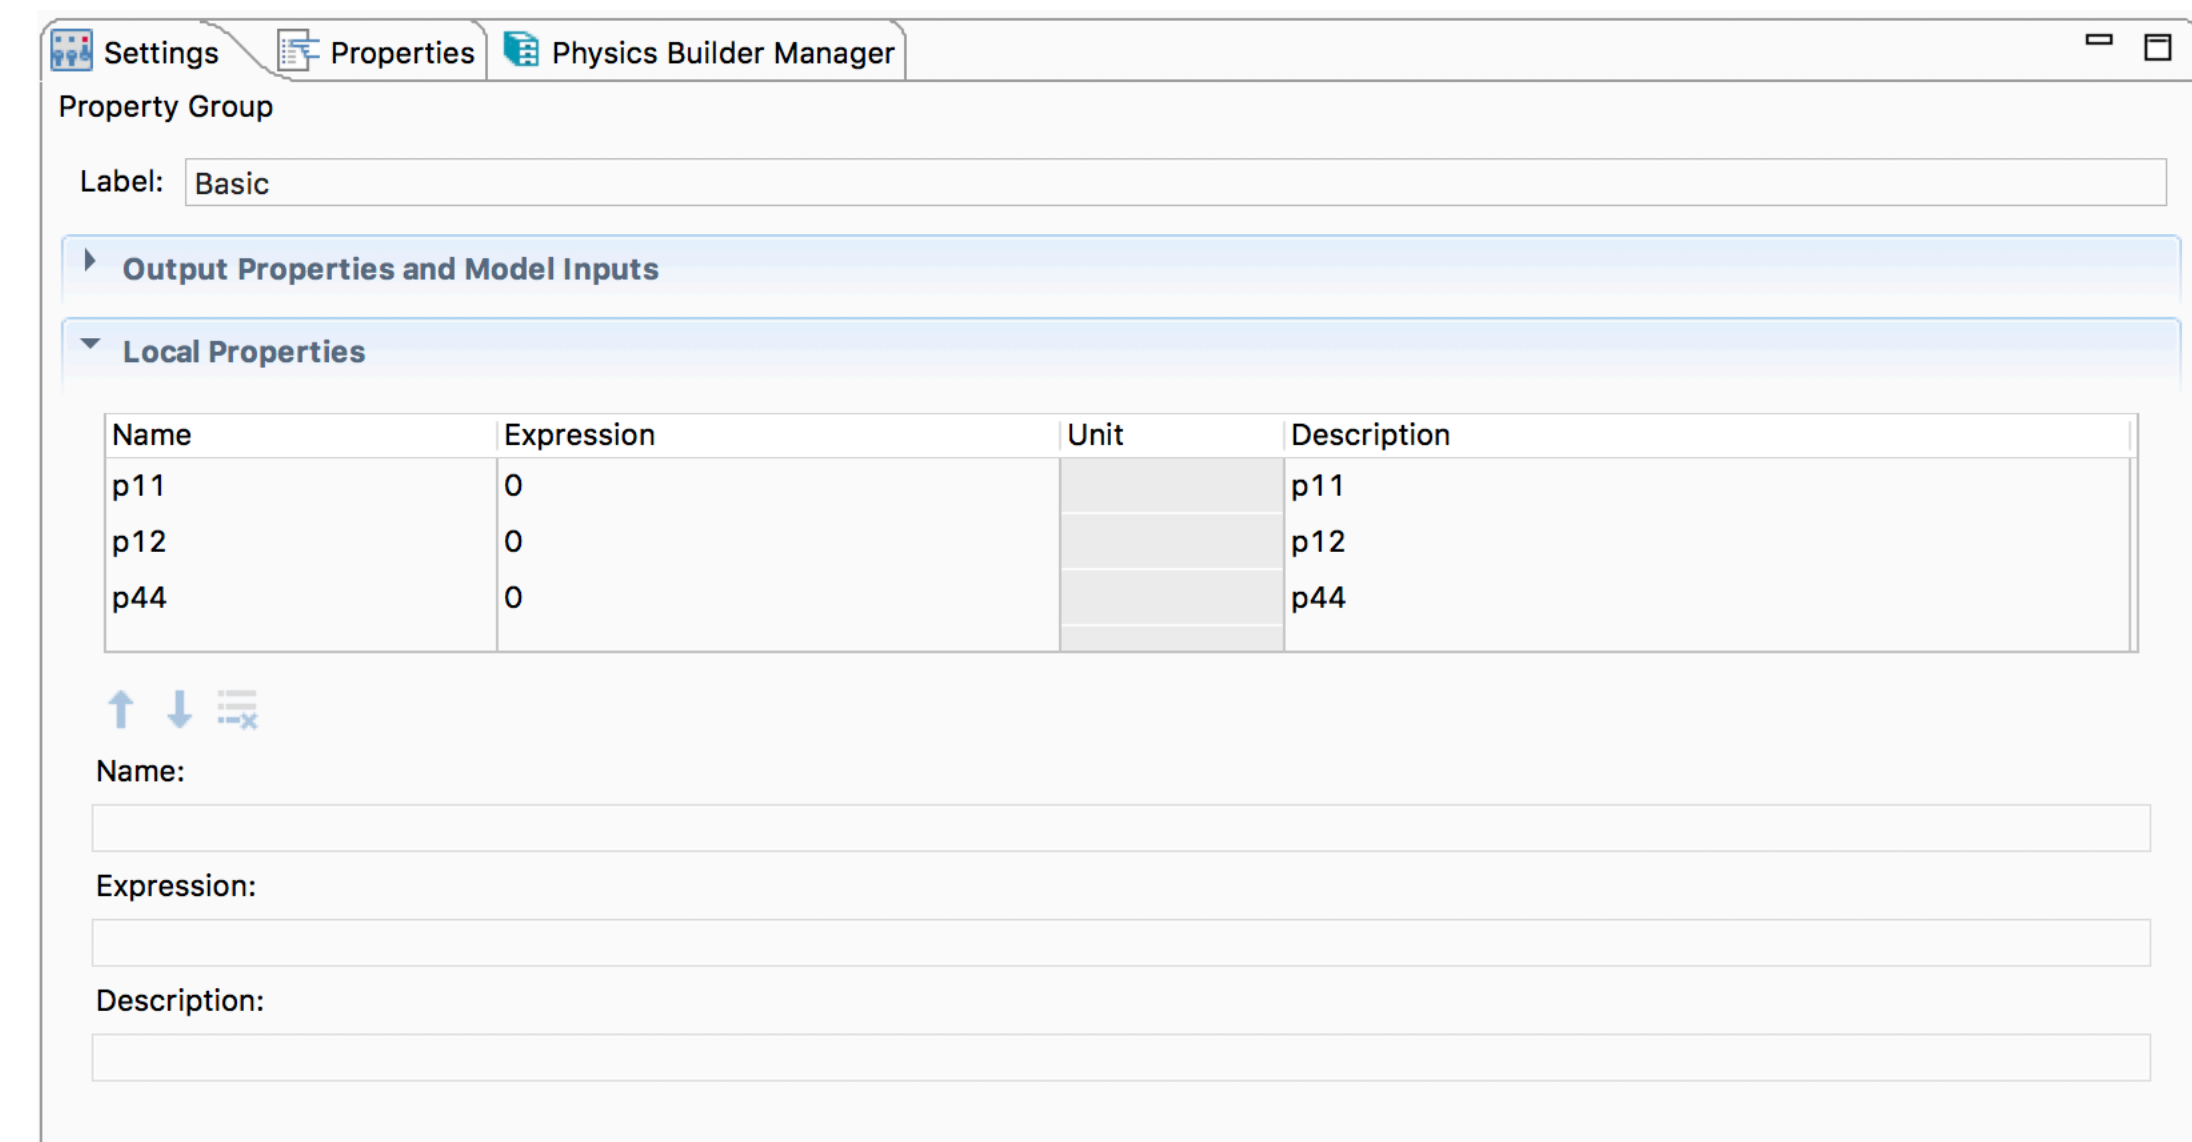 Settings Properties Physics Builder Manager
Property Group
Label: Basic
Output Properties and Model Inputs
Local Properties
Name Expression Unit Description
p11 0 p11
p12 0 p12
p44 0 p44
Name:
Expression:
Description: